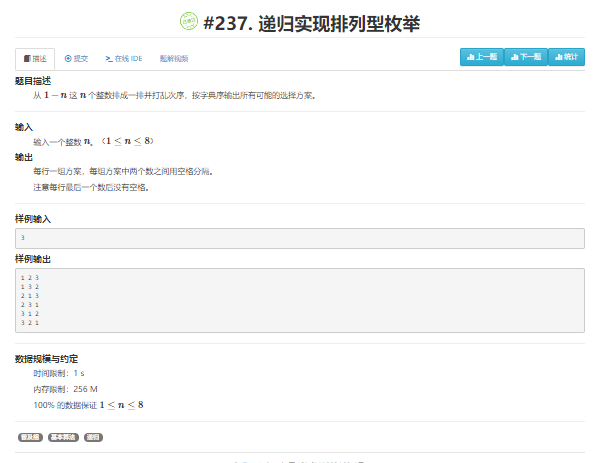 #237. 递归实现排列型枚举
描述 提交 >_ 在线 IDE 题解视频 上一题 下一题 统计
题目描述
从 1 ~ n 这 n 个整数排成一排并打乱次序，按字典序输出所有可能的选择方案。
输入
输入一个整数 n。（1 ≤ n ≤ 8）
输出
每行一组方案，每组方案中两个数之间用空格分隔。
注意每行最后一个数后没有空格。
样例输入
3
样例输出
1 2 3
1 3 2
2 1 3
2 3 1
3 1 2
3 2 1
数据规模与约定
时间限制：1 s
内存限制：256 M
100% 的数据保证 1 ≤ n ≤ 8
普及组 基本算法 递归